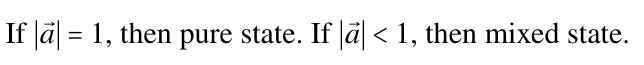 If |a⃗| = 1, then pure state. If |a⃗| < 1, then mixed state.